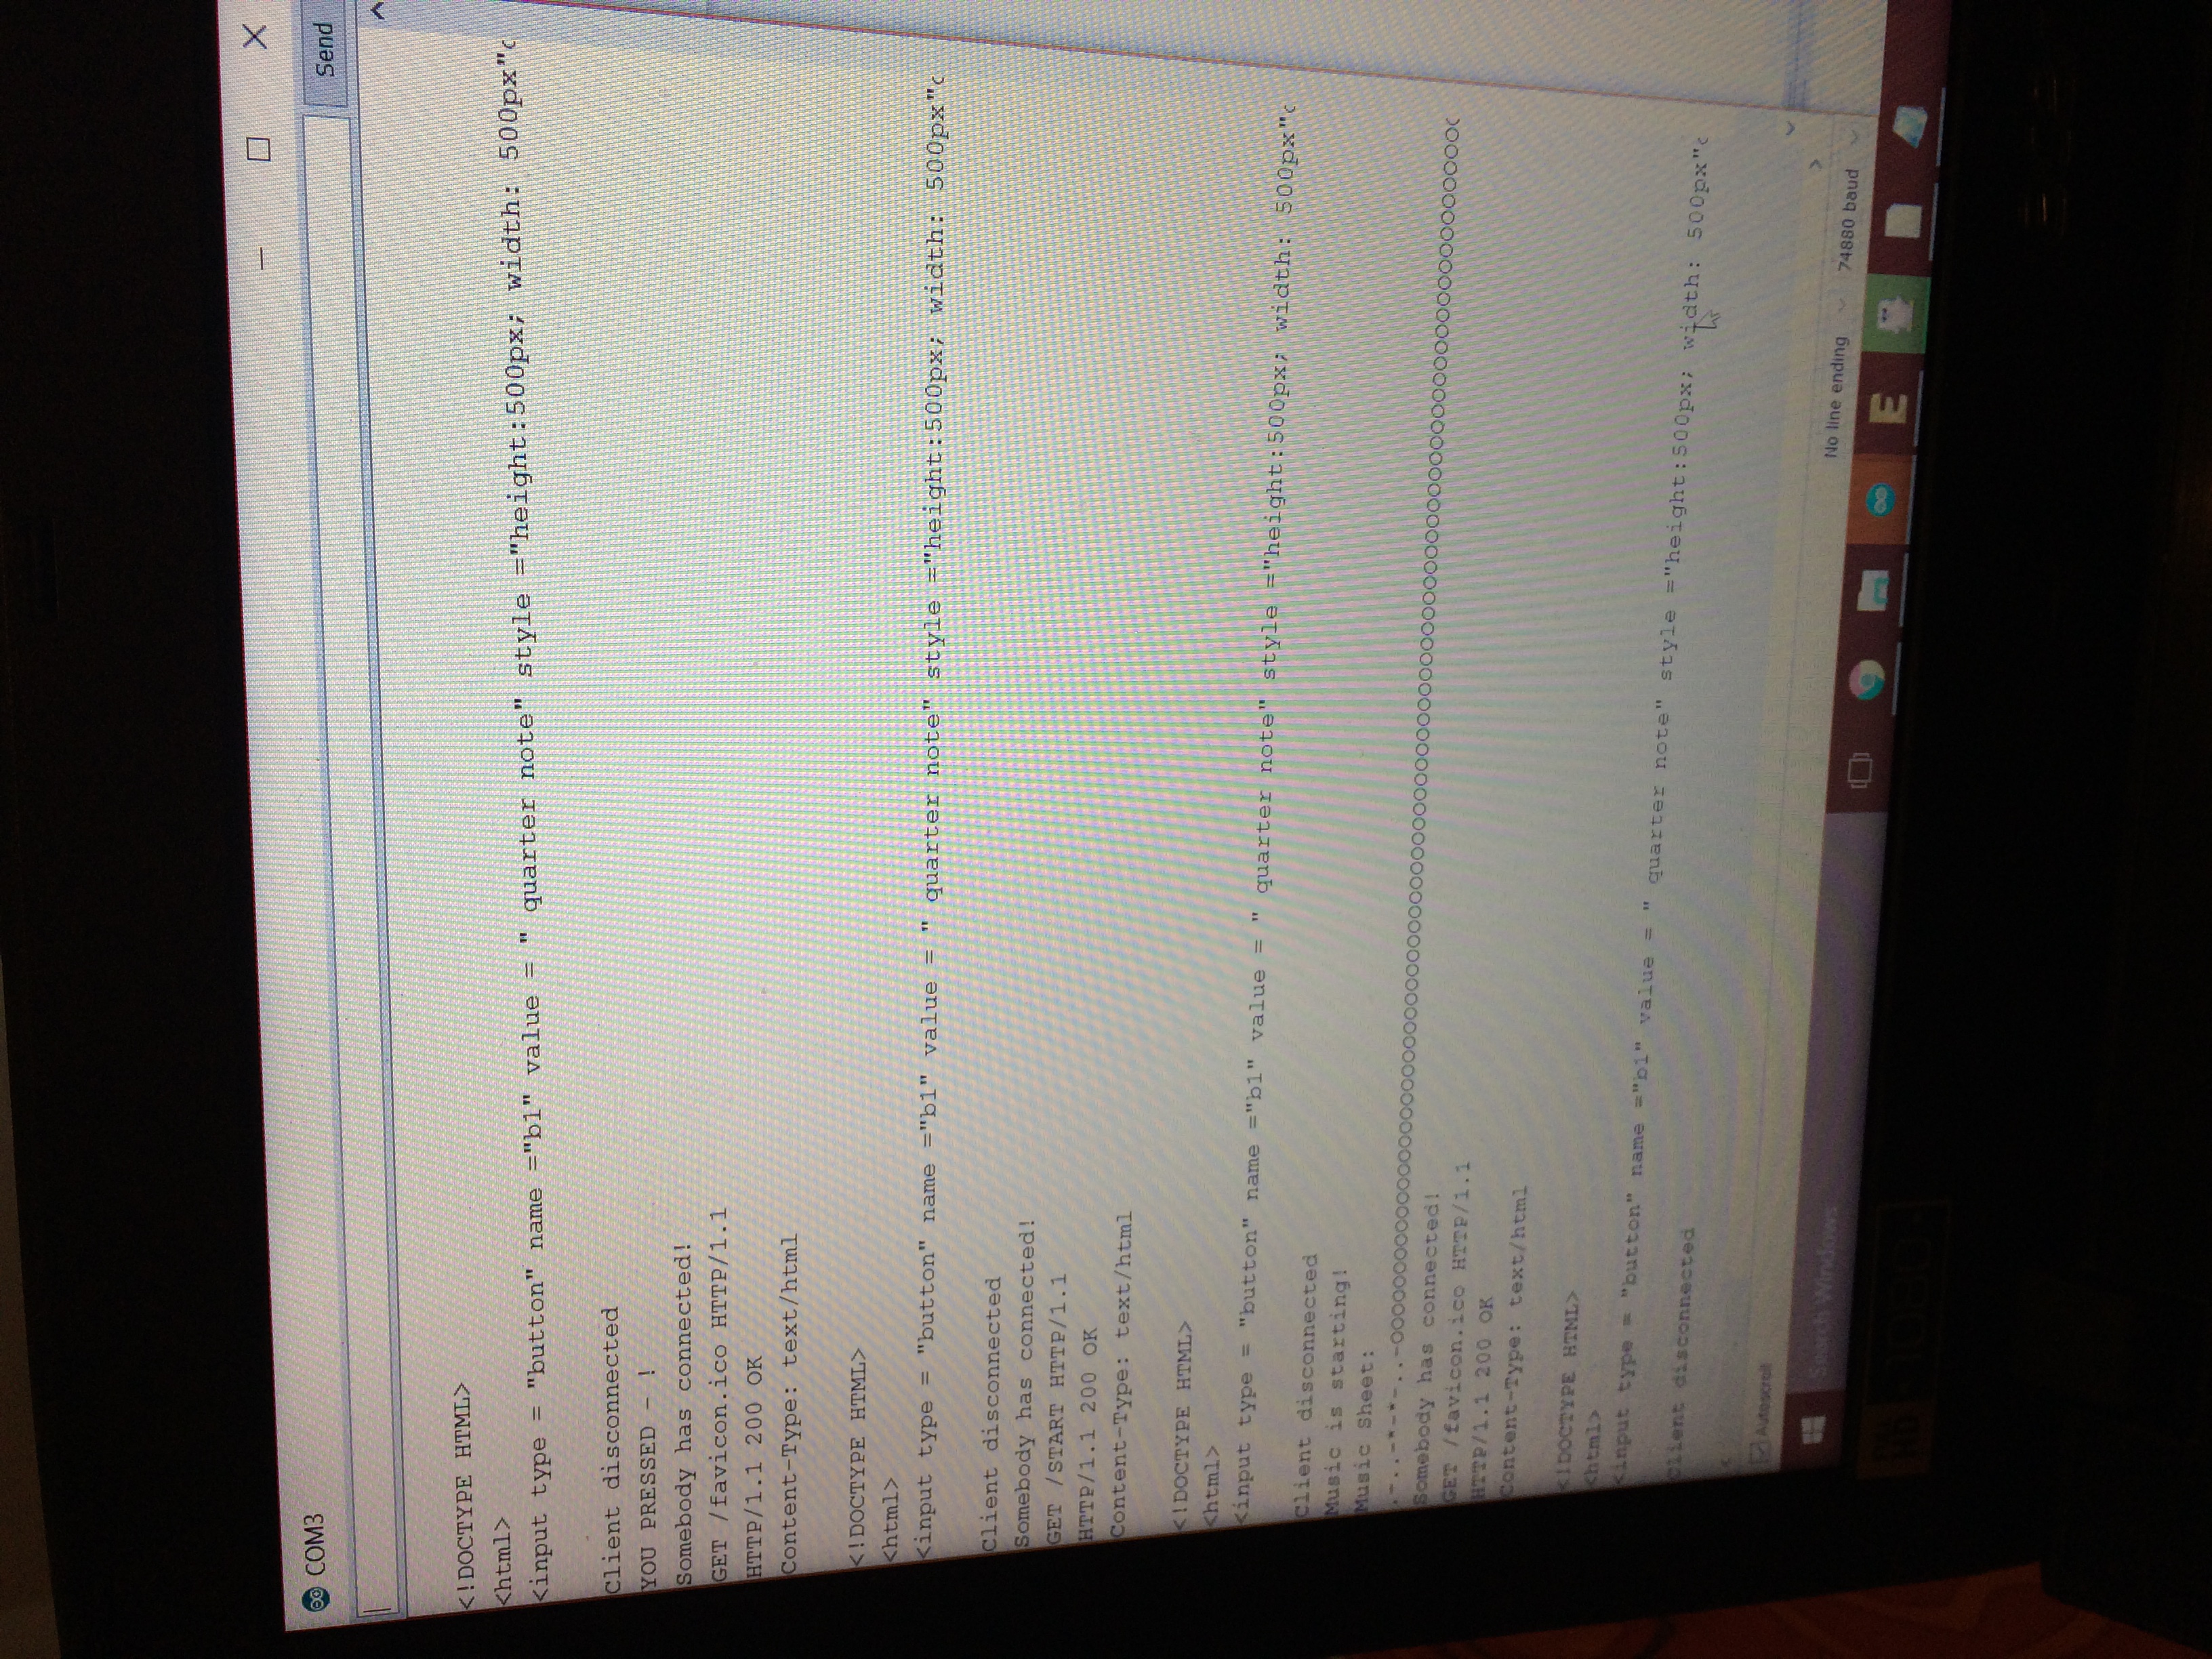 COM3
Send
<!DOCTYPE HTML>
<html>
<input type = "button" name ="b1" value = " quarter note" style ="height:500px; width: 500px"
Client disconnected
YOU PRESSED - !
Somebody has connected!
GET /favicon.ico HTTP/1.1
HTTP/1.1 200 OK
Content-Type: text/html
<!DOCTYPE HTML>
<html>
<input type = "button" name ="b1" value = " quarter note" style ="height:500px; width: 500px"
Client disconnected
Somebody has connected!
GET /START HTTP/1.1
HTTP/1.1 200 OK
Content-Type: text/html
<!DOCTYPE HTML>
<html>
<input type = "button" name ="b1" value = " quarter note" style ="height:500px; width: 500px"
Client disconnected
Music is starting!
Music Sheet:
Somebody has connected!
GET /favicon.ico HTTP/1.1
HTTP/1.1 200 OK
Content-Type: text/html
<!DOCTYPE HTML>
<html>
<input type = "button" name ="b1" value = " quarter note" style ="height:500px; width: 500px"
Client disconnected
Autoscroll
No line ending 74880 baud
Search Windows
E
HD 1080